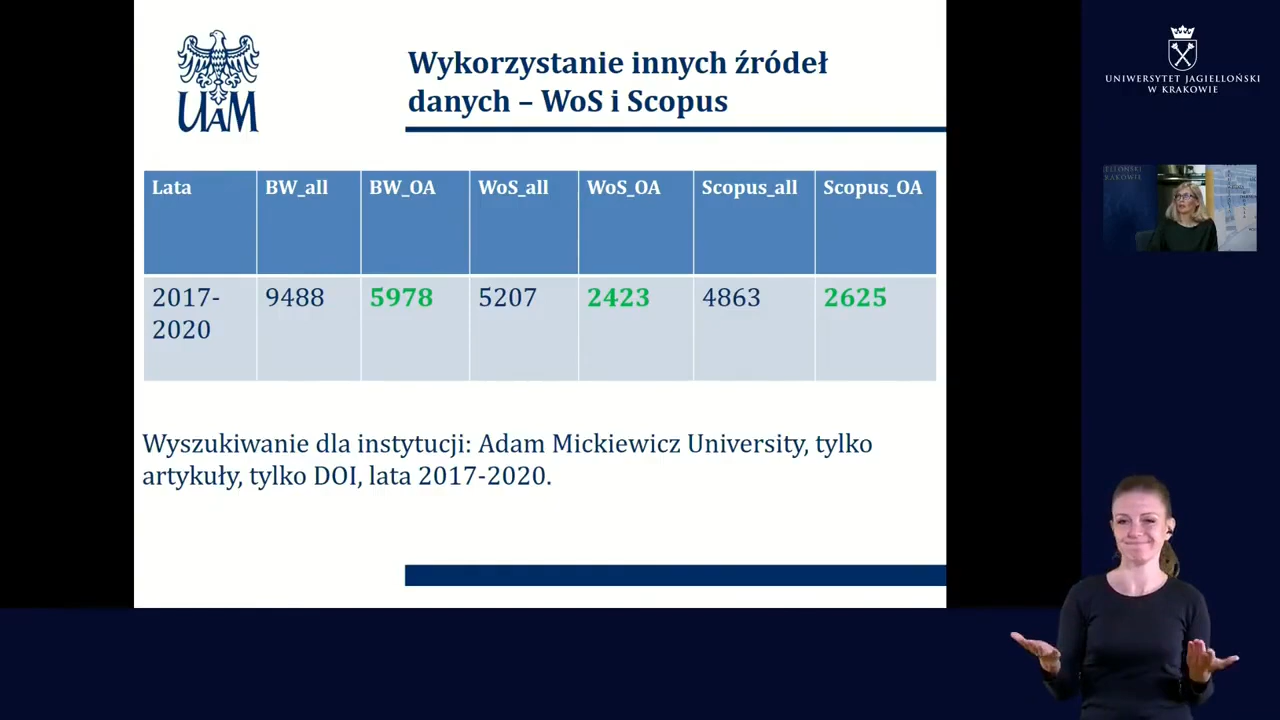 UAM
Wykorzystanie innych źródeł
danych – WoS i Scopus
Lata BW_all BW_OA WoS_all WoS_OA Scopus_all Scopus_OA
2017- 9488 5978 5207 2423 4863 2625
2020
Wyszukiwanie dla instytucji: Adam Mickiewicz University, tylko
artykuły, tylko DOI, lata 2017-2020.
UNIWERSYTET JAGIELLOŃSKI
W KRAKOWIE